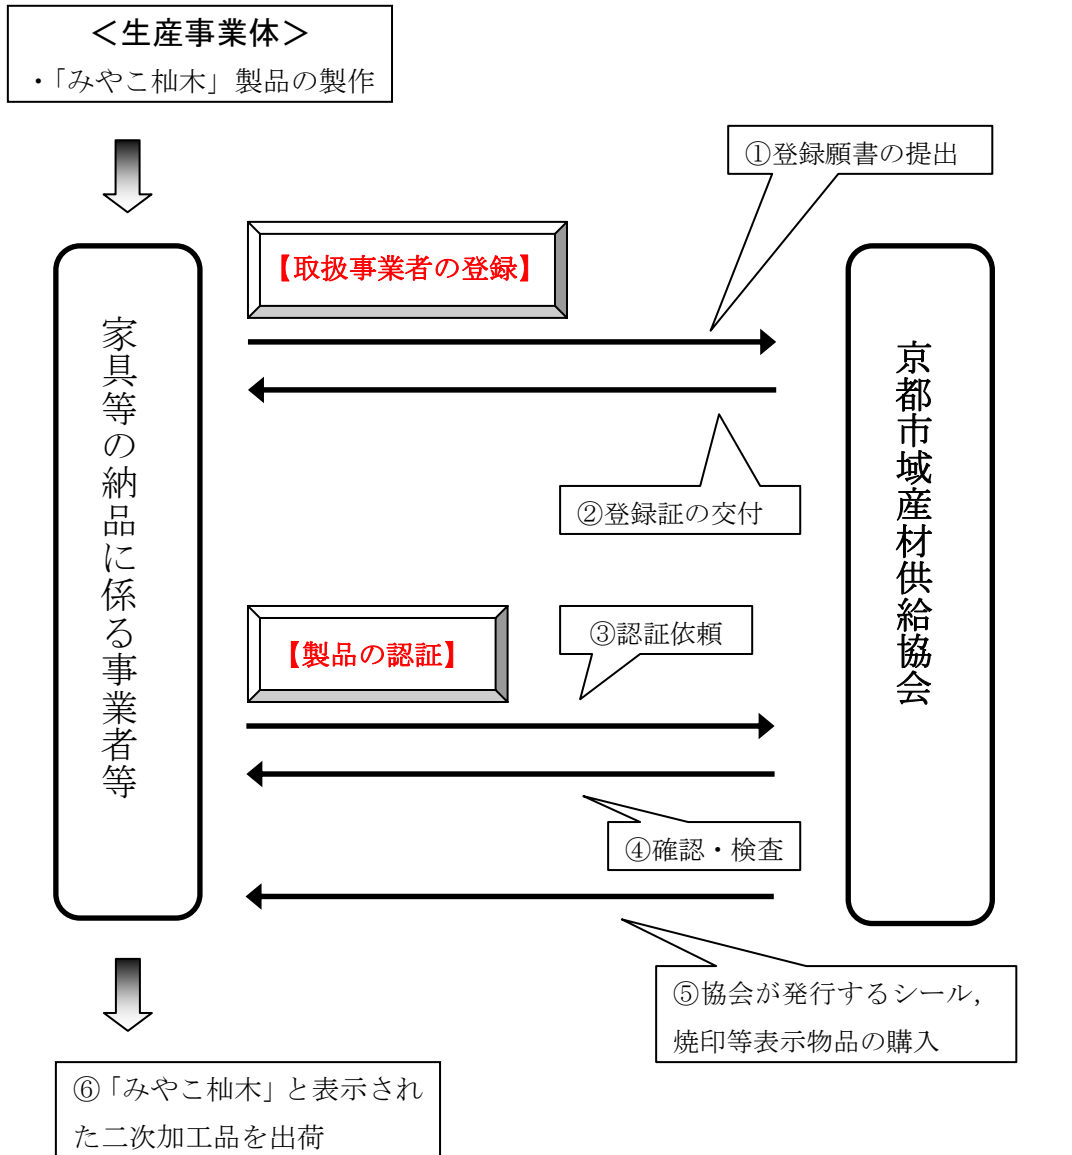 ＜生産事業体＞
・「みやこ杣木」製品の製作
①登録願書の提出
【取扱事業者の登録】
家具等の納品に係る事業者等
京都市域産材供給協会
②登録証の交付
【製品の認証】
③認証依頼
④確認・検査
⑤協会が発行するシール，
焼印等表示物品の購入
⑥「みやこ杣木」と表示され
た二次加工品を出荷